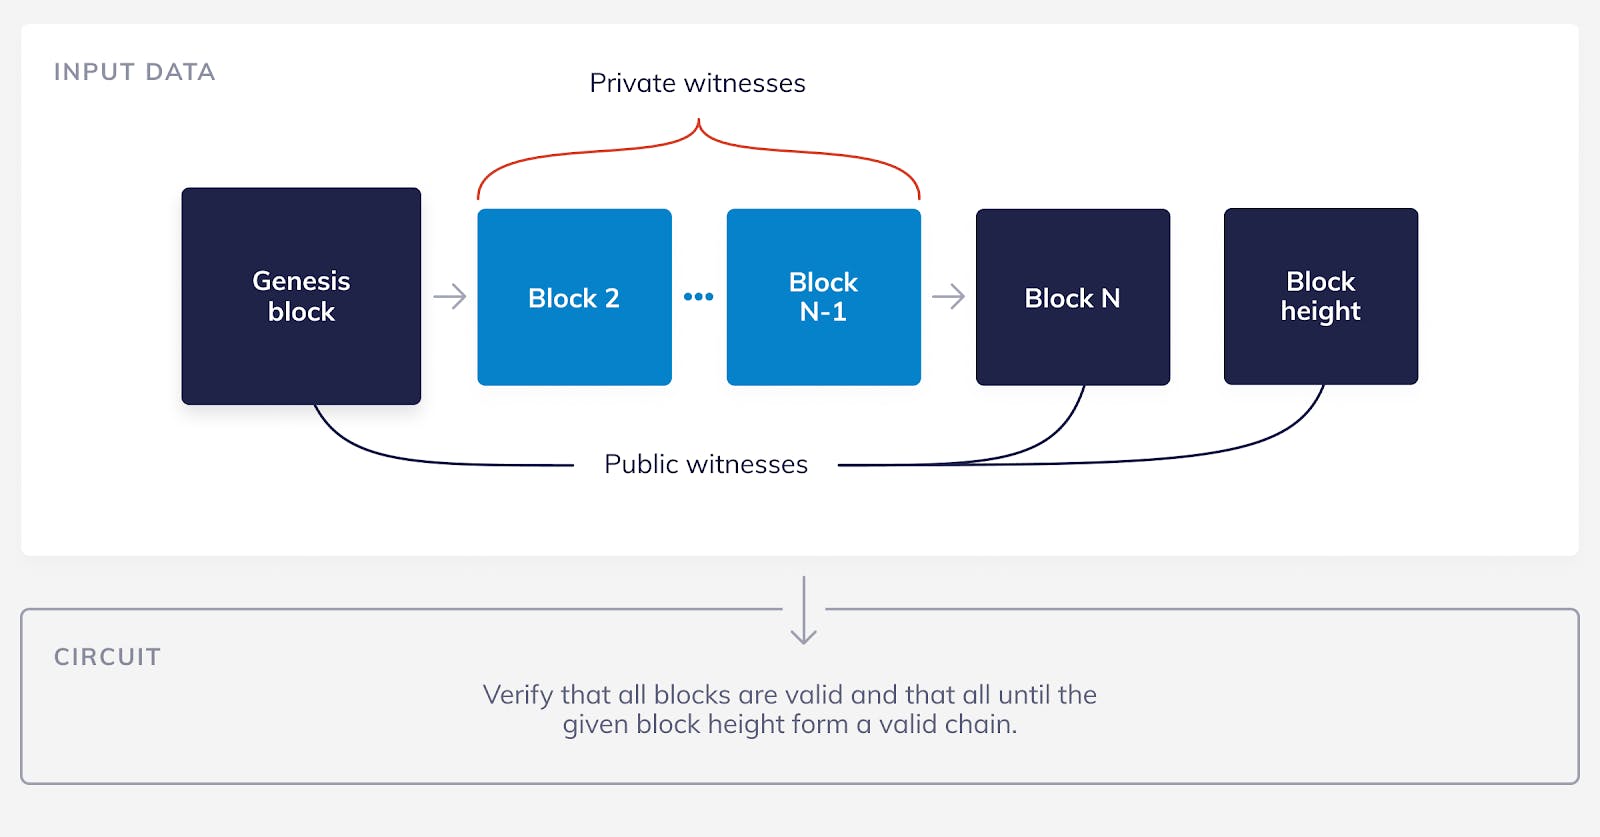 INPUT DATA
Private witnesses
Genesis
block
Block 2
Block
N-1
Block N
Block
height
Public witnesses
CIRCUIT
Verify that all blocks are valid and that all until the
given block height form a valid chain.